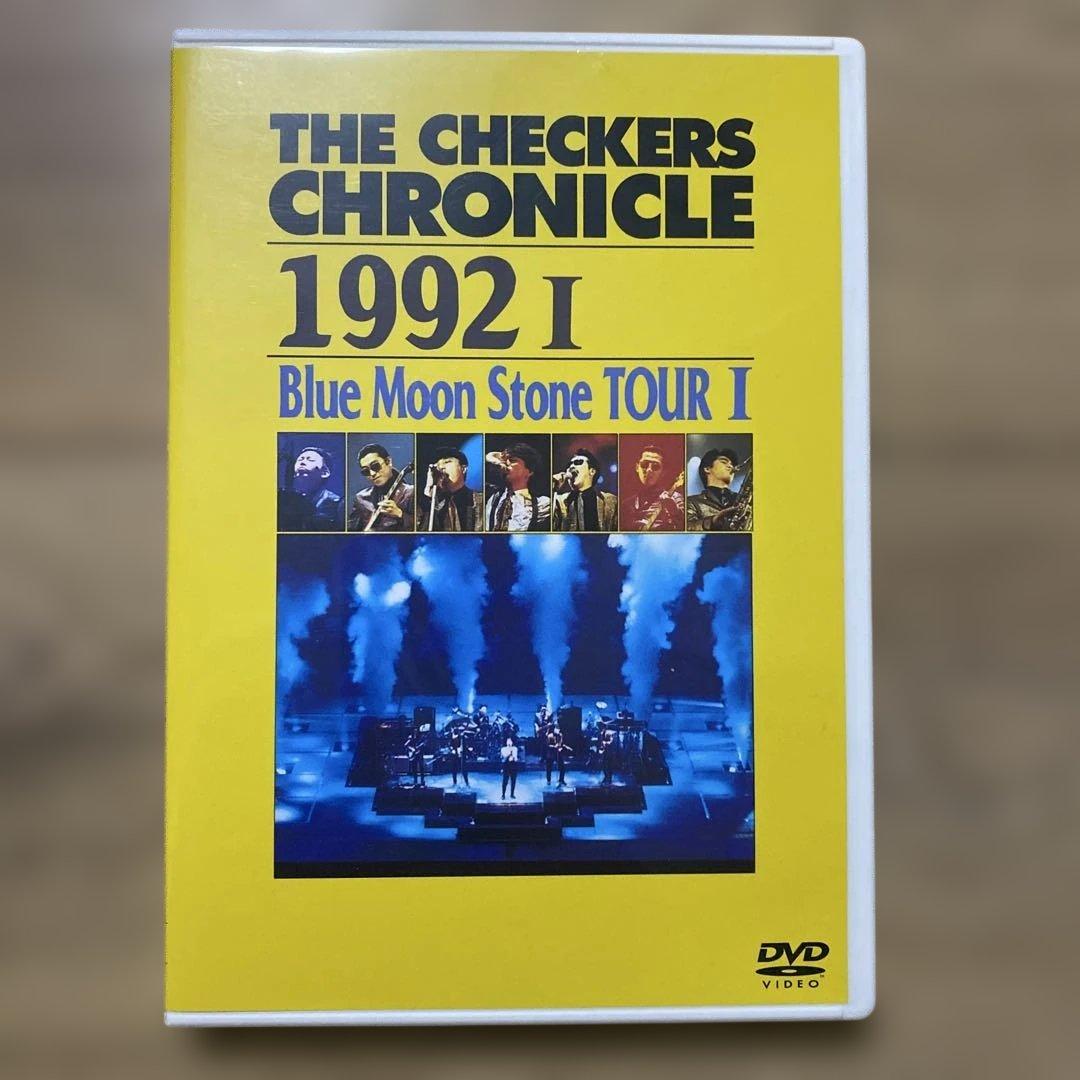 THE CHECKERS
CHRONICLE
1992 I
Blue Moon Stone TOUR I
DVD
VIDEO